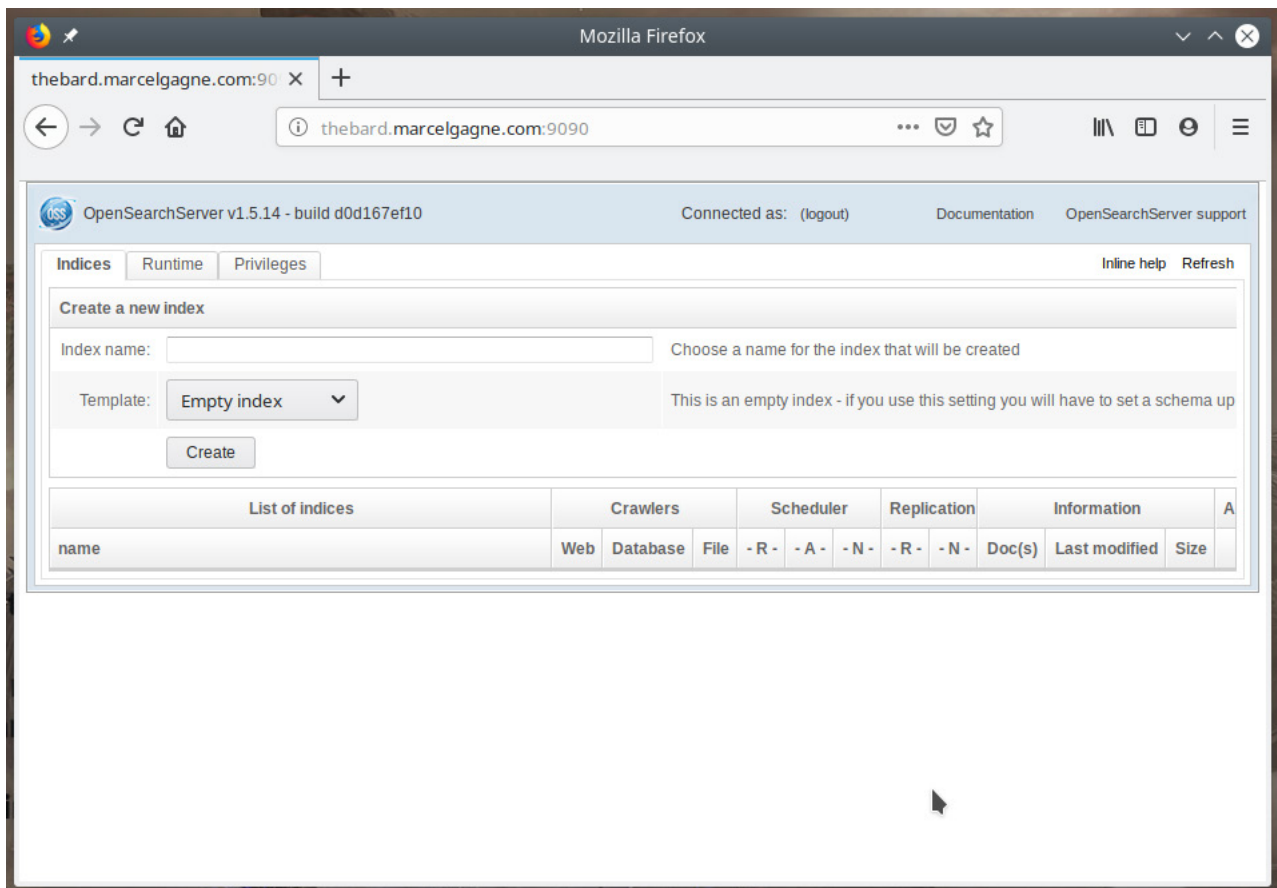 Mozilla Firefox
thebard.marcelgagne.com:90
thebard.marcelgagne.com:9090
OSS OpenSearchServer v1.5.14 - build d0d167ef10 Connected as: (logout) Documentation OpenSearchServer support
Indices Runtime Privileges Inline help Refresh
Create a new index
Index name: Choose a name for the index that will be created
Template: Empty index This is an empty index - if you use this setting you will have to set a schema up
Create
List of indices Crawlers Scheduler Replication Information A
name Web Database File - R - - A - - N - - R - - N - Doc(s) Last modified Size